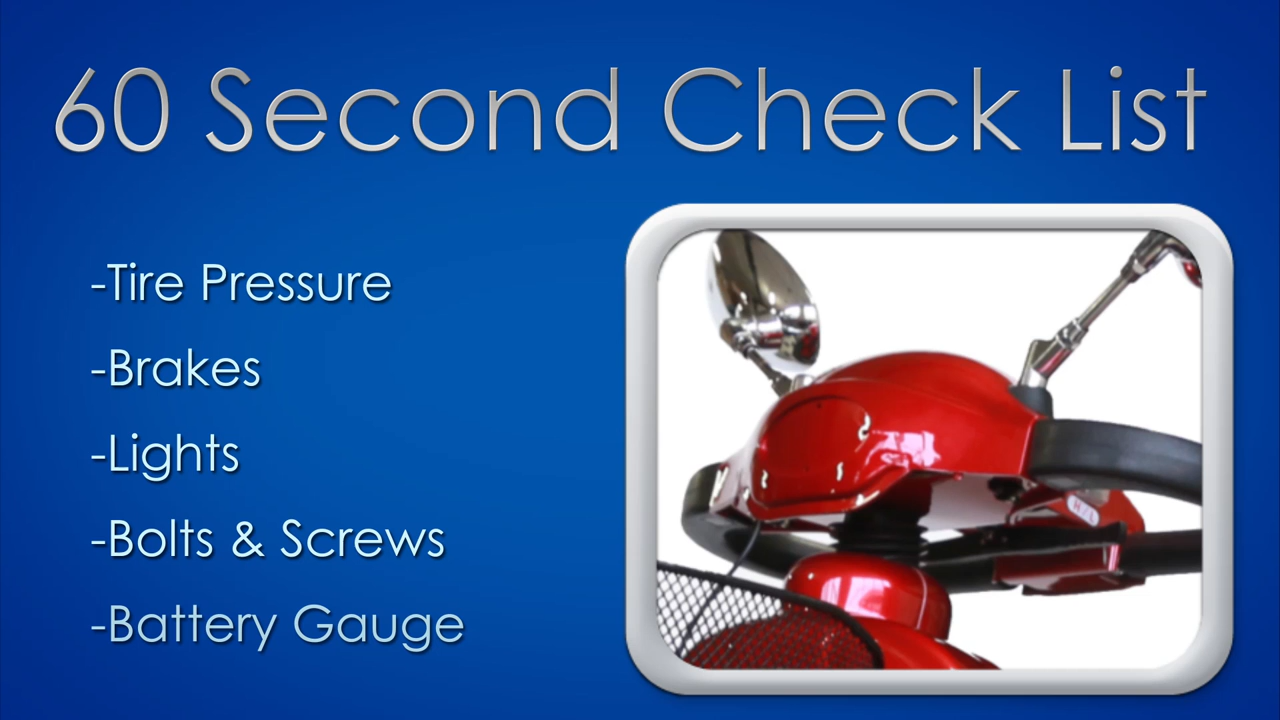 60 Second Check List
-Tire Pressure
-Brakes
-Lights
-Bolts & Screws
-Battery Gauge